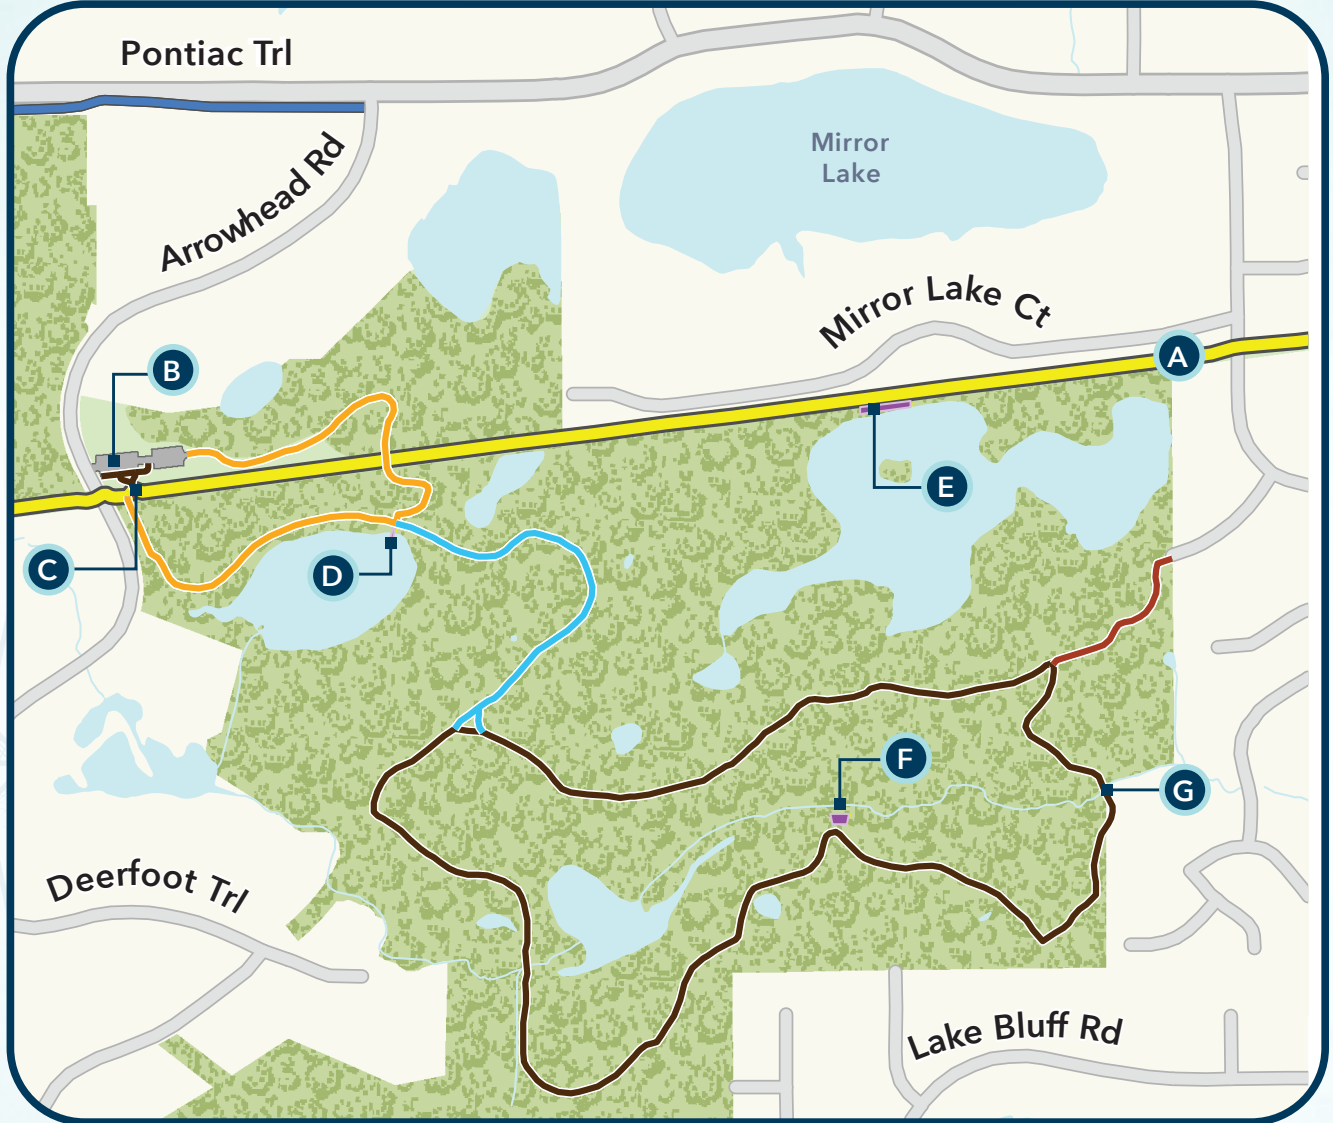 Pontiac Trl
Mirror
Lake
Arrowhead Rd
Mirror Lake Ct
A
B
E
C
D
F
G
Deerfoot Trl
Lake Bluff Rd